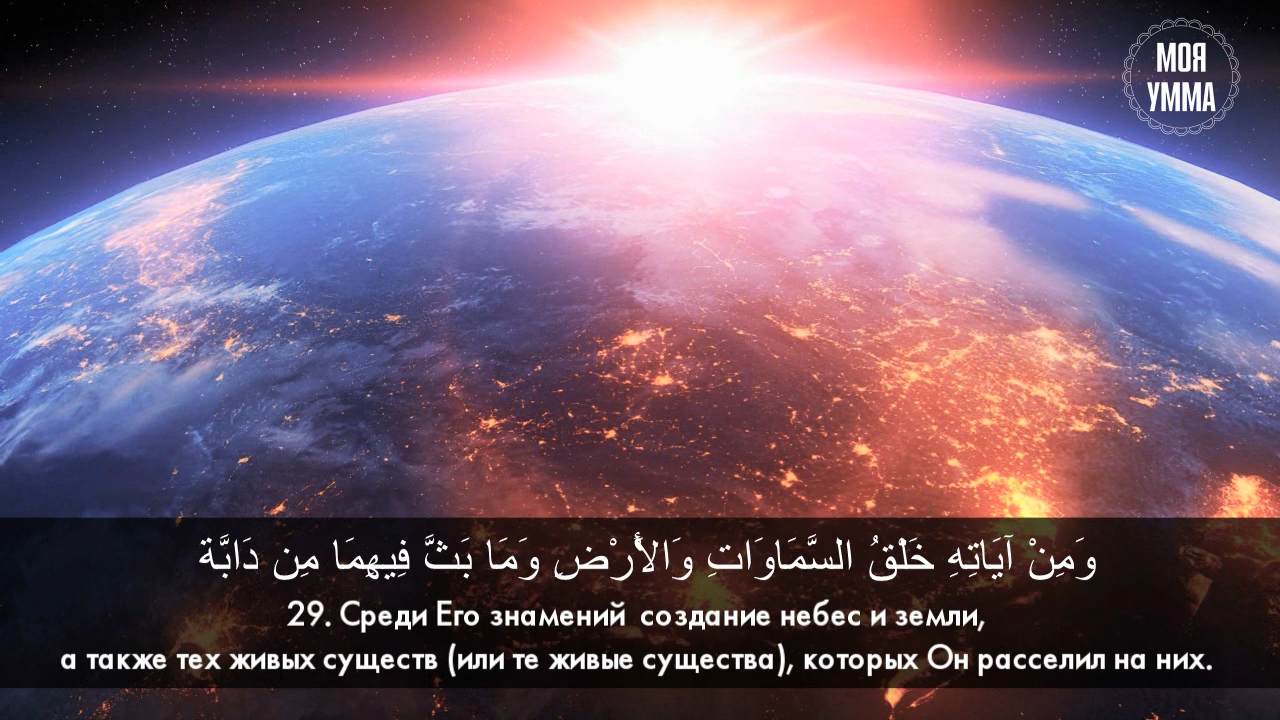 МОЯ
УММА
وَمِنْ آيَاتِهِ خَلْقُ السَّمَاوَاتِ وَالأَرْضِ وَمَا بَثَّ فِيهِمَا مِن دَابَّة
29. Среди Его знамений создание небес и земли,
а также тех живых существ (или те живые существа), которых Он расселил на них.